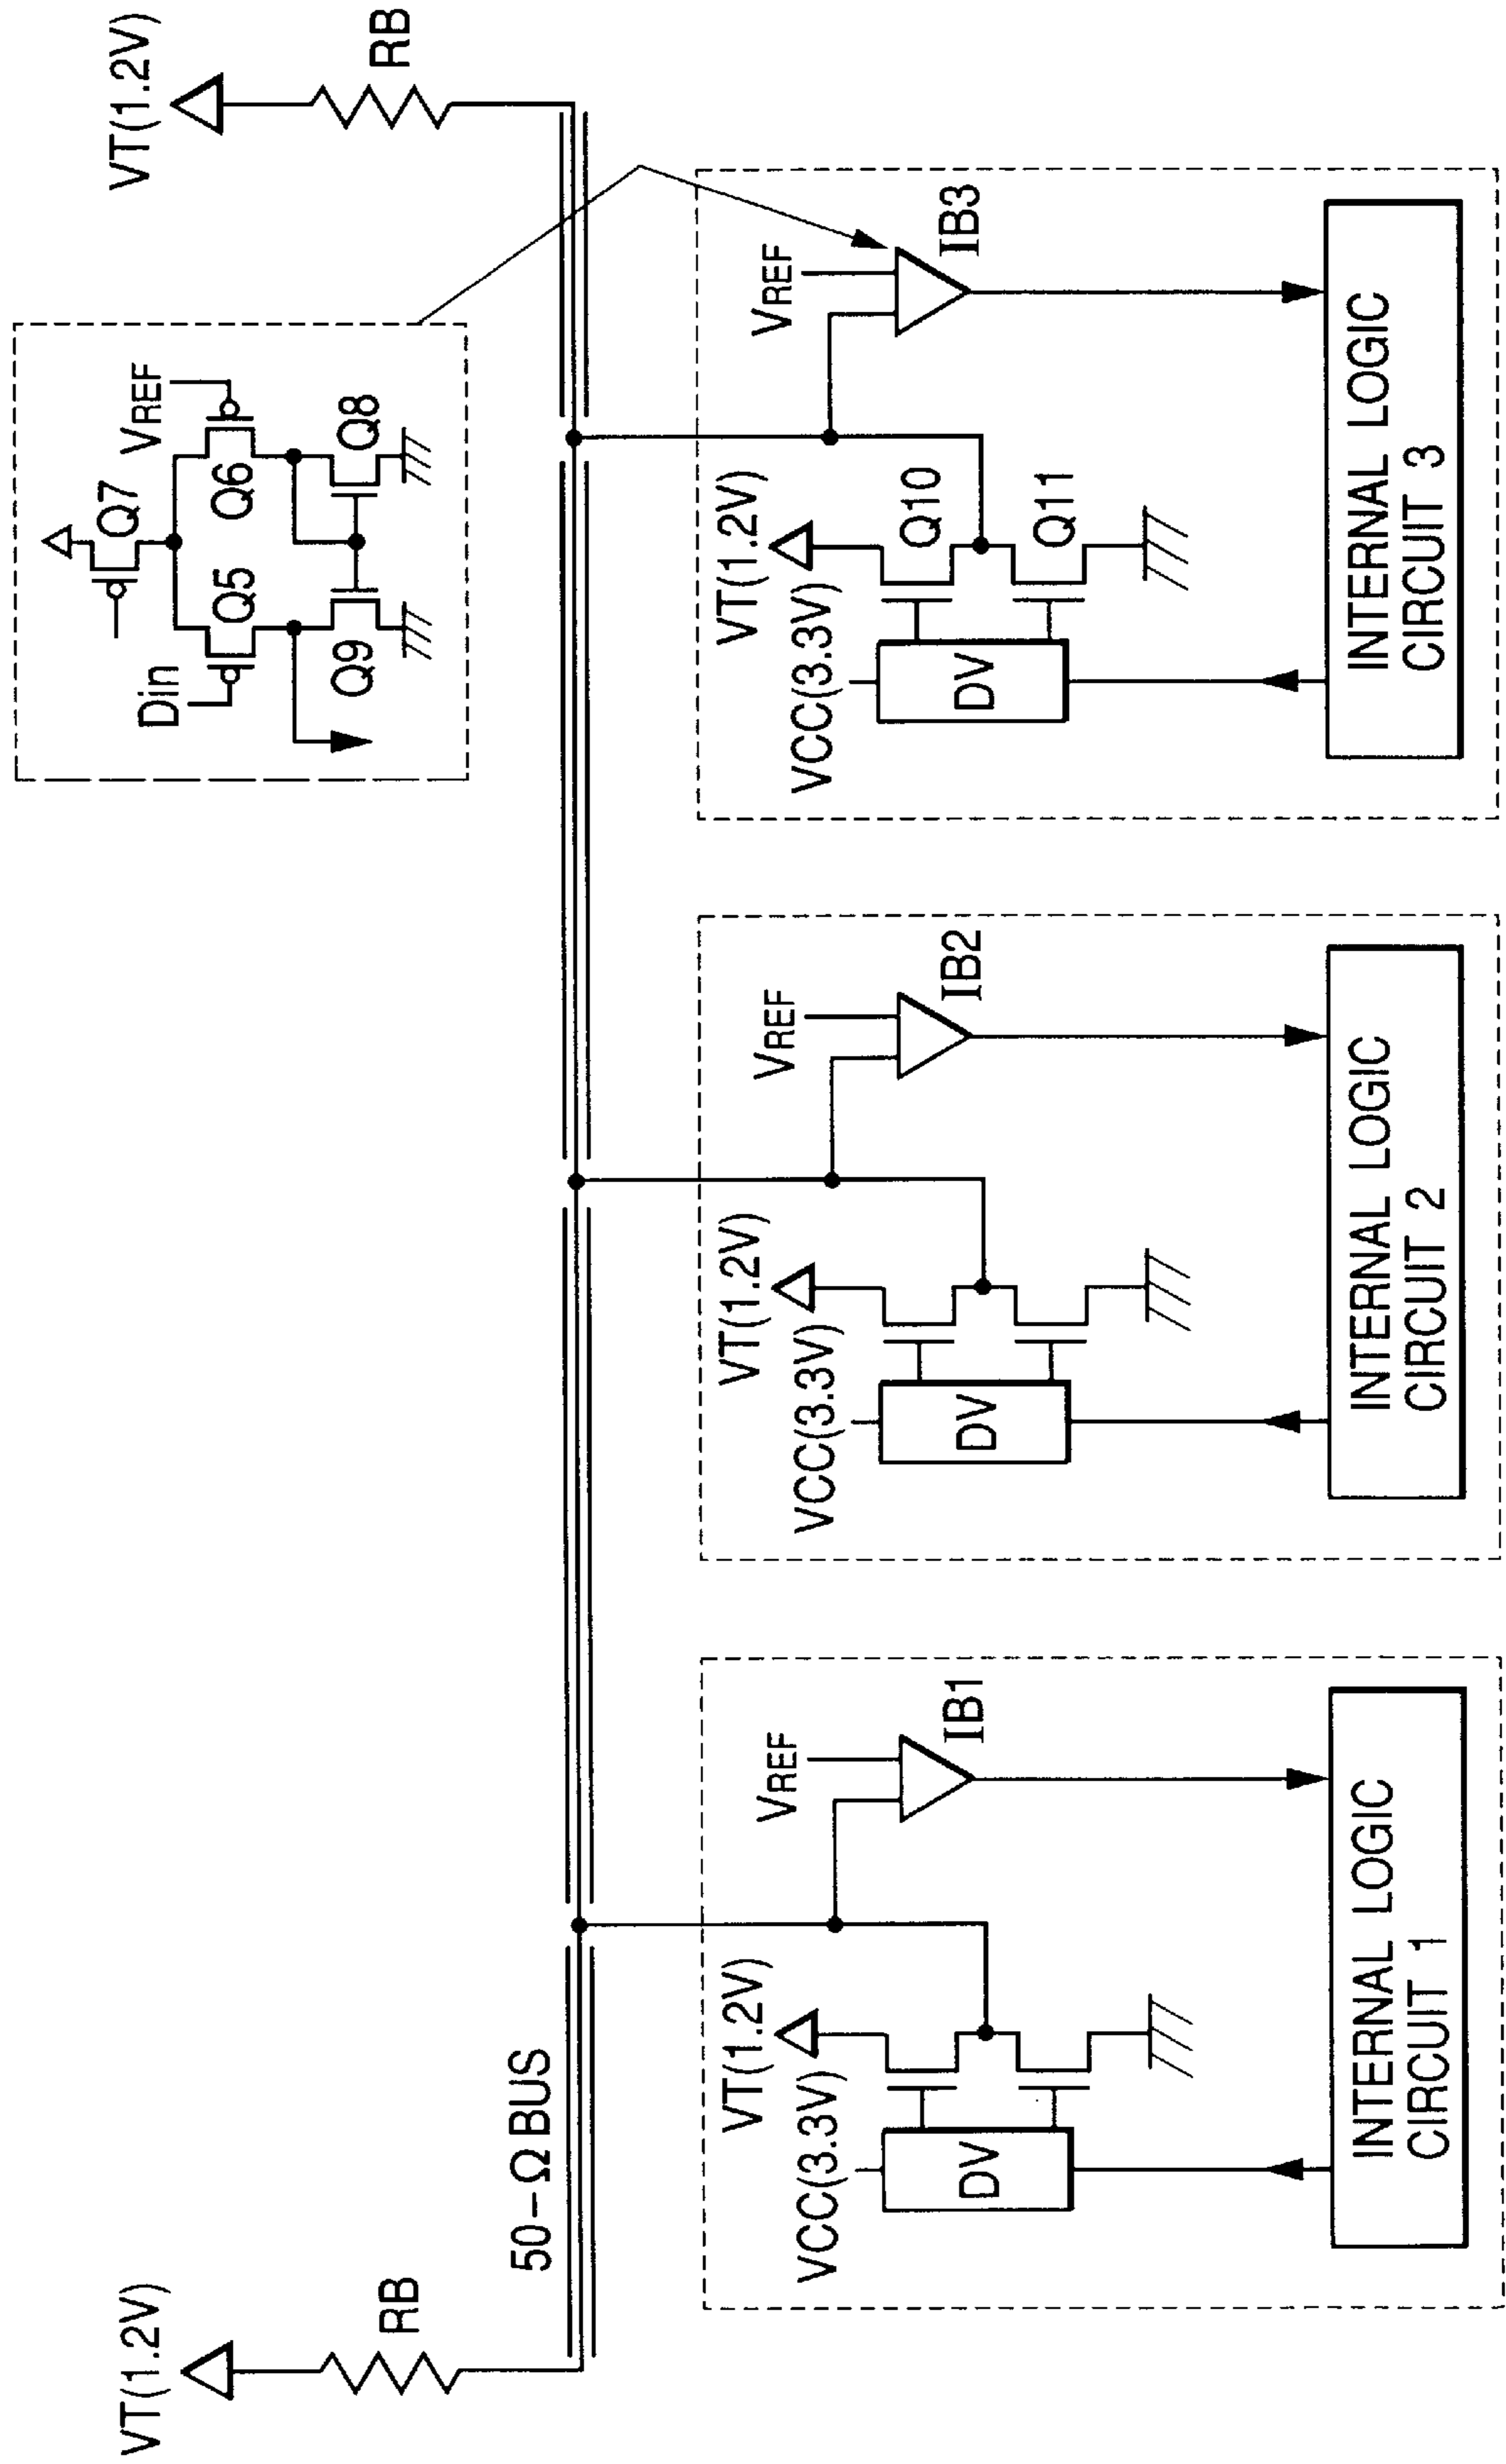 VT(1.2V)
RB
50-Ω BUS
VT(1.2V)
RB
Din
Q7
VREF
Q5
Q6
Q9
Q8
VT(1.2V)
VCC(3.3V)
DV
VREF
IB1
INTERNAL LOGIC
CIRCUIT 1
VT(1.2V)
VCC(3.3V)
DV
VREF
IB2
INTERNAL LOGIC
CIRCUIT 2
VT(1.2V)
VCC(3.3V)
DV
Q10
Q11
VREF
IB3
INTERNAL LOGIC
CIRCUIT 3